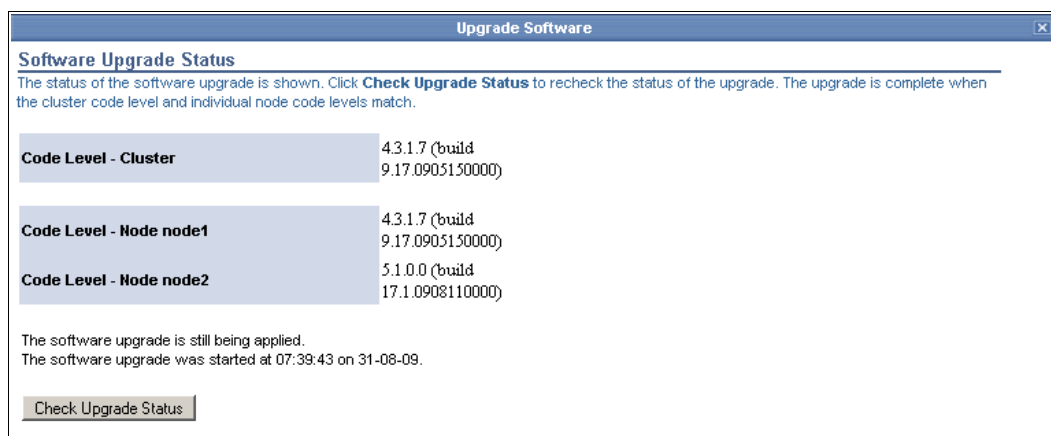 Upgrade Software
Software Upgrade Status
The status of the software upgrade is shown. Click Check Upgrade Status to recheck the status of the upgrade. The upgrade is complete when
the cluster code level and individual node code levels match.
Code Level - Cluster
4.3.1.7 (build
9.17.0905150000)
Code Level - Node node1
4.3.1.7 (build
9.17.0905150000)
Code Level - Node node2
5.1.0.0 (build
17.1.0908110000)
The software upgrade is still being applied.
The software upgrade was started at 07:39:43 on 31-08-09.
Check Upgrade Status